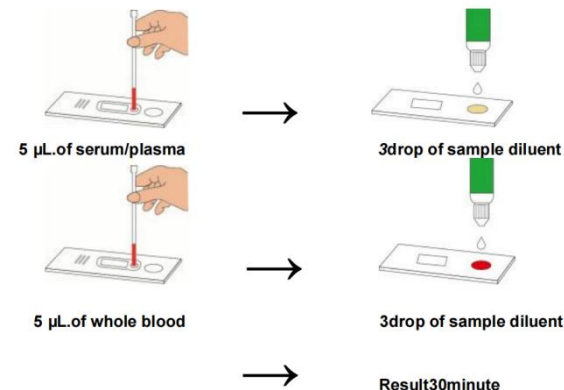 5 µL.of serum/plasma
3drop of sample diluent
5 µL.of whole blood
3drop of sample diluent
Result30minute